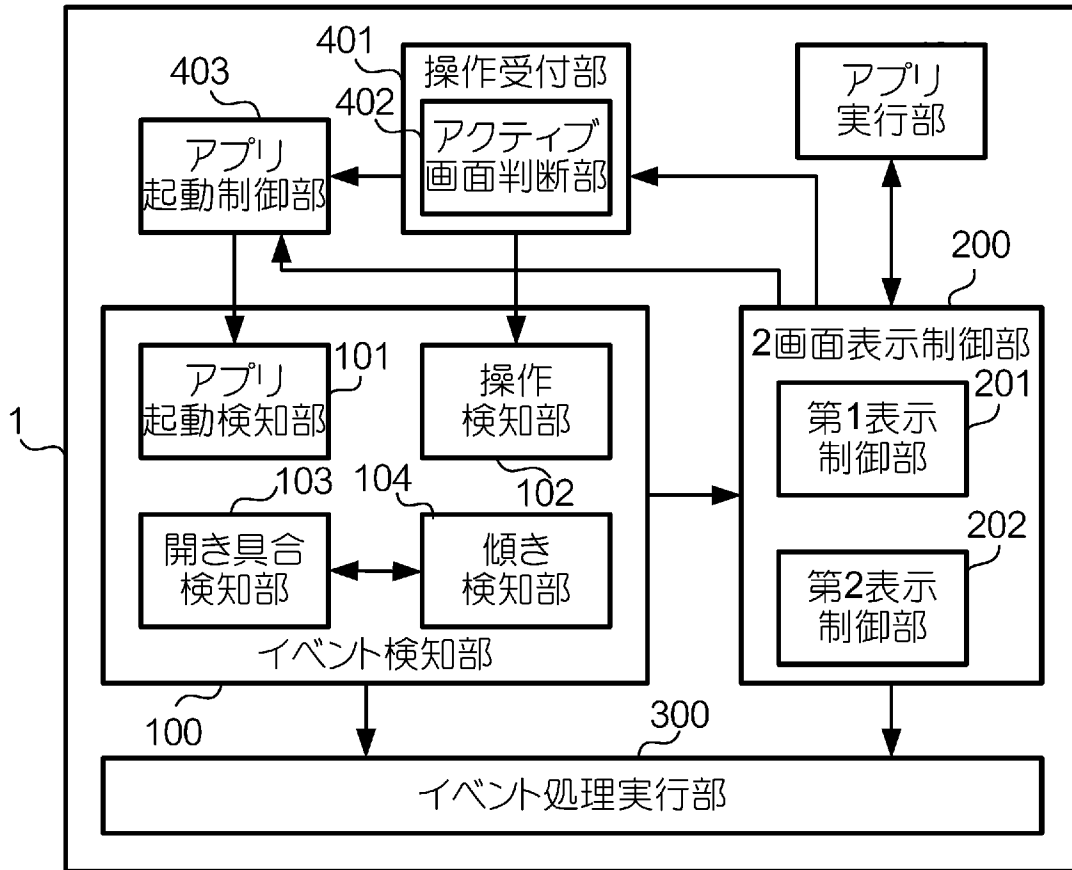 401
操作受付部
403
402
アプリ
起動制御部
アクティブ
画面判断部
アプリ
実行部
200
2画面表示制御部
アプリ
起動検知部
101
操作
検知部
102
201
第1表示
制御部
1
103
開き具合
検知部
104
傾き
検知部
202
第2表示
制御部
イベント検知部
100
300
イベント処理実行部